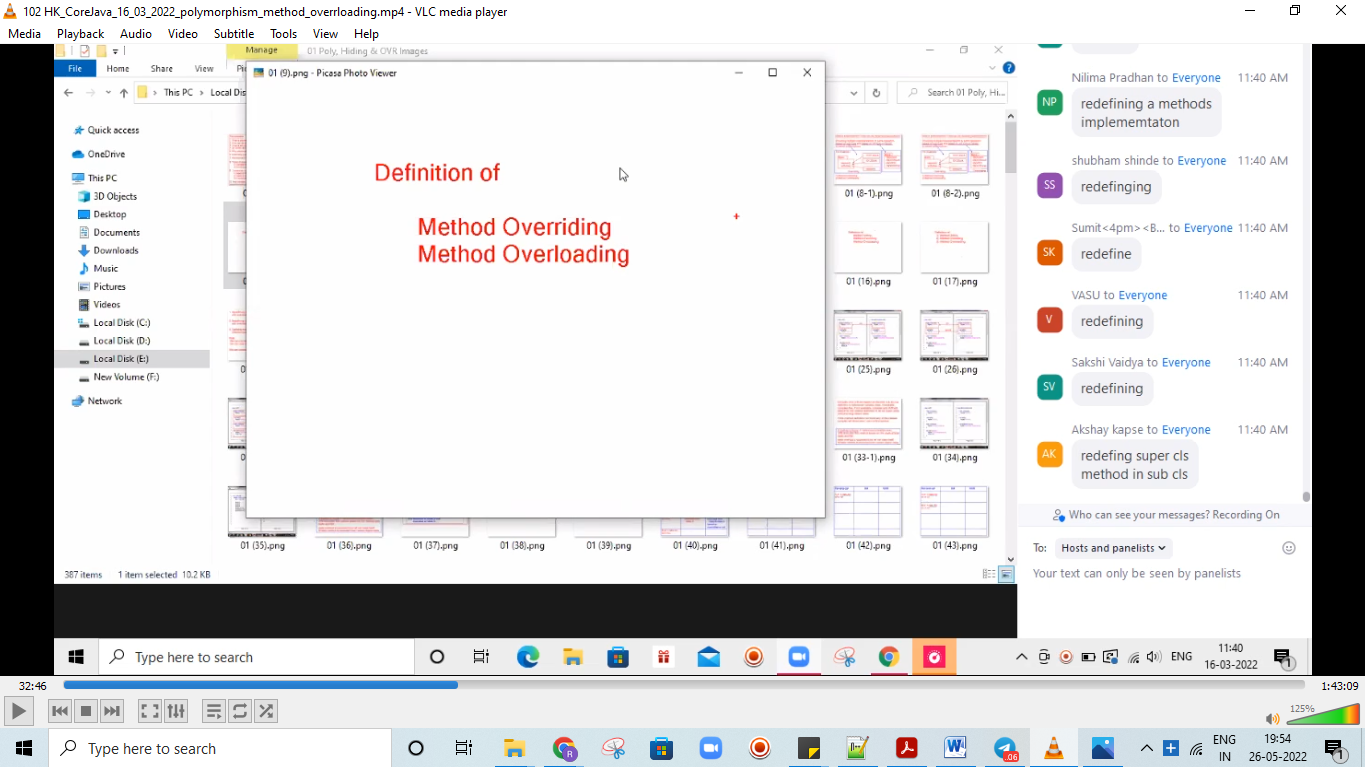 102 HK_CoreJava_16_03_2022_polymorphism_method_overrloading.mp4 - VLC media player
Media Playback Audio Video Subtitle Tools View Help
Manage 01 Poly, Hiding & OVR Images
File Home Share View
This PC Local Dis
Search 01 Poly, Hi...
01 (9).png - Picasa Photo Viewer
Quick access
OneDrive
This PC
3D Objects
Desktop
Documents
Downloads
Music
Pictures
Videos
Local Disk (C:)
Local Disk (D:)
Local Disk (E:)
New Volume (F:)
Network
Definition of
Method Overriding
Method Overloading
01 (8-1).png 01 (8-2).png
01 (16).png 01 (17).png
01 (25).png 01 (26).png
01 (33-1).png 01 (34).png
01 (35).png 01 (36).png 01 (37).png 01 (38).png 01 (39).png 01 (40).png 01 (41).png 01 (42).png 01 (43).png
387 items 1 item selected 10.2 KB
Nilima Pradhan to Everyone 11:40 AM
NP
redefining a methods
implememtaton
shubham shinde to Everyone 11:40 AM
SS
redefinging
Sumit<4pm> <8... to Everyone 11:40 AM
SK
redefine
VASU to Everyone 11:40 AM
V
redefining
Sakshi Vaidya to Everyone 11:40 AM
SV
redefining
Akshay kapse to Everyone 11:40 AM
AK
redefing super cls
method in sub cls
Who can see your messages? Recording On
To: Hosts and panelists
Your text can only be seen by panelists
Type here to search
ENG
11:40
16-03-2022
1
32:46 1:43:09
125%
Type here to search
.06
ENG
IN
19:54
26-05-2022
1